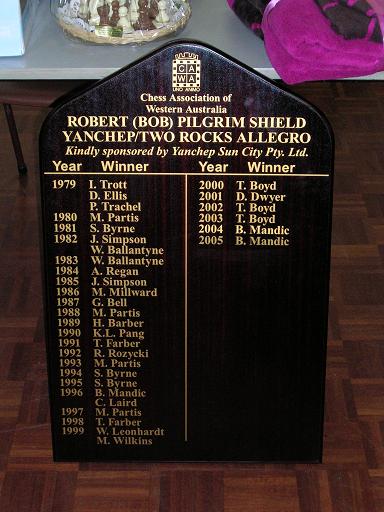 CAWA
UNO ANIMO
Chess Association of
Western Australia
ROBERT (BOB) PILGRIM SHIELD
YANCHEP/TWO ROCKS ALLEGRO
Kindly sponsored by Yanchep Sun City Pty. Ltd.
Year Winner
1979 I. Trott
D. Ellis
P. Trachel
1980 M. Partis
1981 S. Byrne
1982 J. Simpson
W. Ballantyne
1983 W. Ballantyne
1984 A. Regan
1985 J. Simpson
1986 M. Millward
1987 G. Bell
1988 M. Partis
1989 H. Barber
1990 K.L. Pang
1991 T. Farber
1992 R. Rozycki
1993 M. Partis
1994 S. Byrne
1995 S. Byrne
1996 B. Mandic
C. Laird
1997 M. Partis
1998 T. Farber
1999 W. Leonhardt
M. Wilkins
Year Winner
2000 T. Boyd
2001 D. Dwyer
2002 T. Boyd
2003 T. Boyd
2004 B. Mandic
2005 B. Mandic